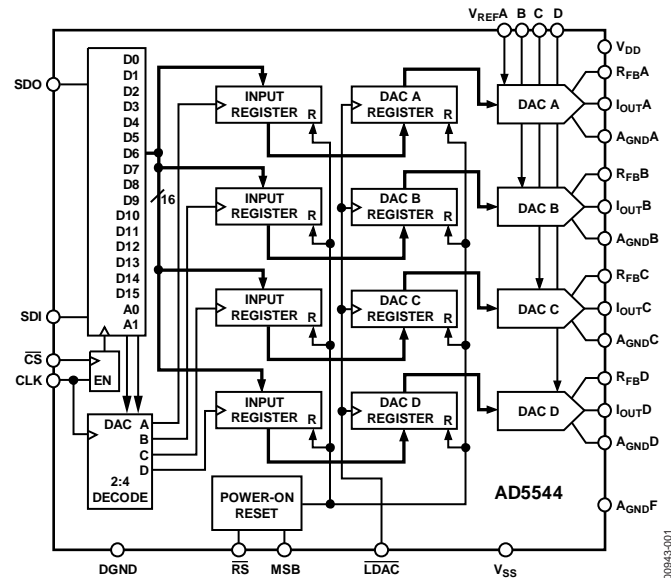 VREFA B C D
VDD
SDO
D0
D1
D2
D3
D4
D5
D6
D7
D8
D9
D10
D11
D12
D13
D14
D15
A0
A1
16
INPUT
REGISTER R
DAC A
REGISTER R
DAC A
RFBA
IOUTA
AGNDA
INPUT
REGISTER R
DAC B
REGISTER R
DAC B
RFBB
IOUTB
AGNDB
SDI
INPUT
REGISTER R
DAC C
REGISTER R
DAC C
RFBC
IOUTC
AGNDC
CS
CLK
EN
DAC A
B
C
D
2:4
DECODE
INPUT
REGISTER R
DAC D
REGISTER R
DAC D
RFBD
IOUTD
AGNDD
POWER-ON
RESET
AD5544
AGNDF
DGND
RS
MSB
LDAC
VSS
00943-001